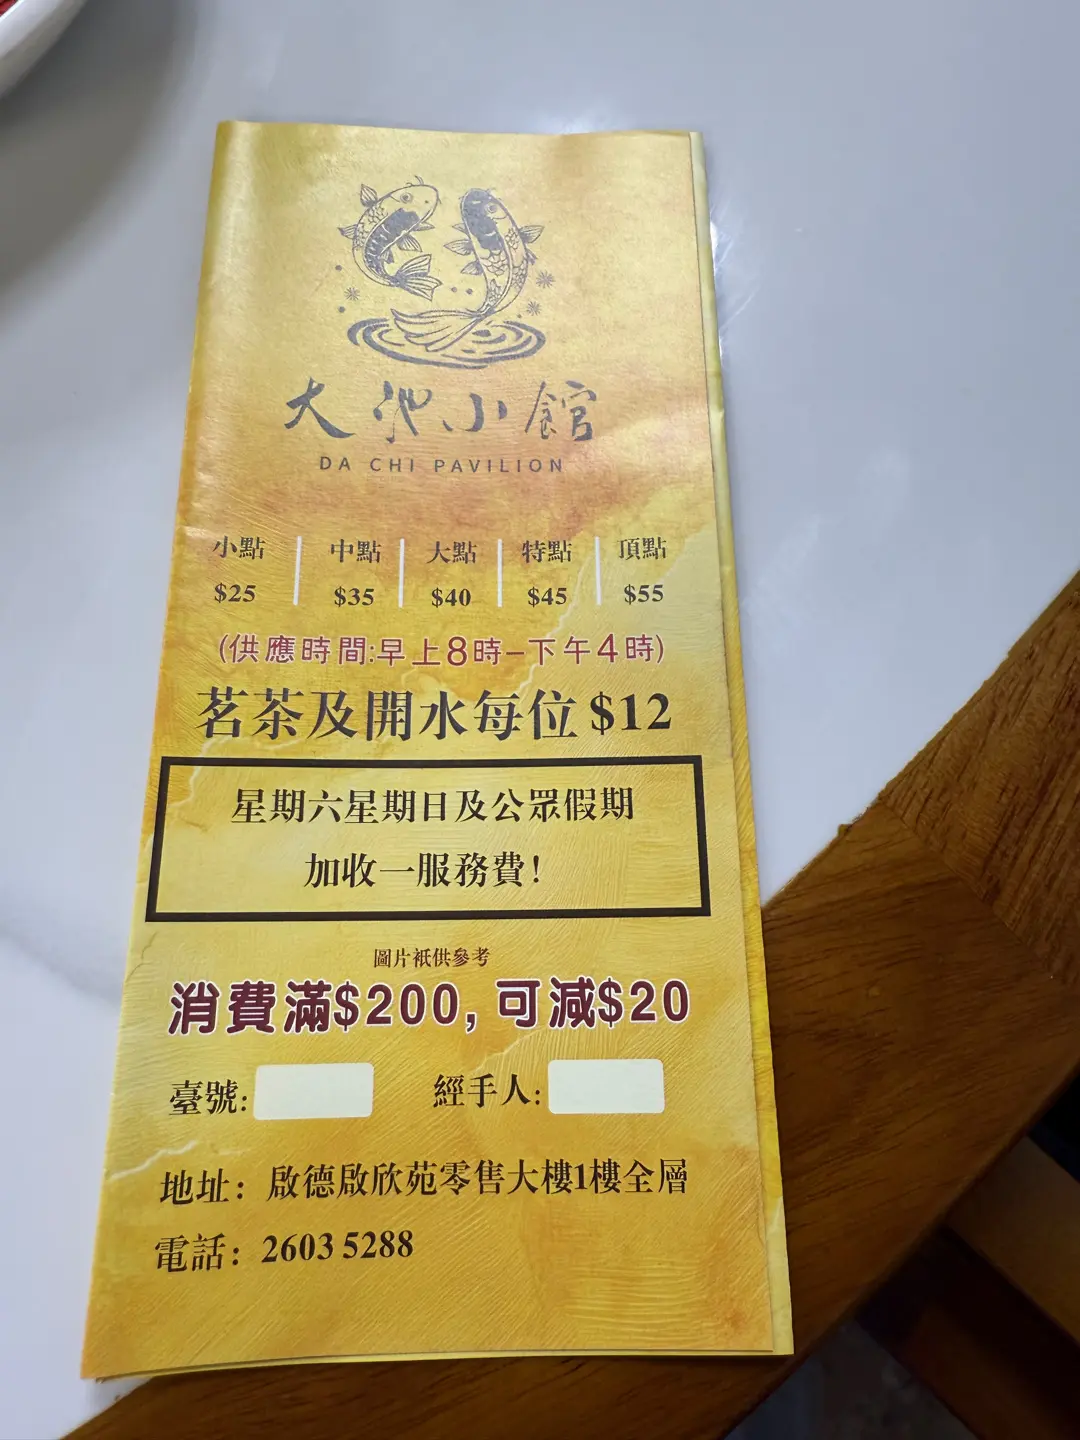 大池小館
DA CHI PAVILION
小點 中點 大點 特點 頂點
$25 $35 $40 $45 $55
(供應時間:早上8時–下午4時)
茗茶及開水每位$12
星期六星期日及公眾假期
加收一服務費!
圖片衹供參考
消費滿$200, 可減$20
臺號: 經手人:
地址: 啟德啟欣苑零售大樓1樓全層
電話: 2603 5288